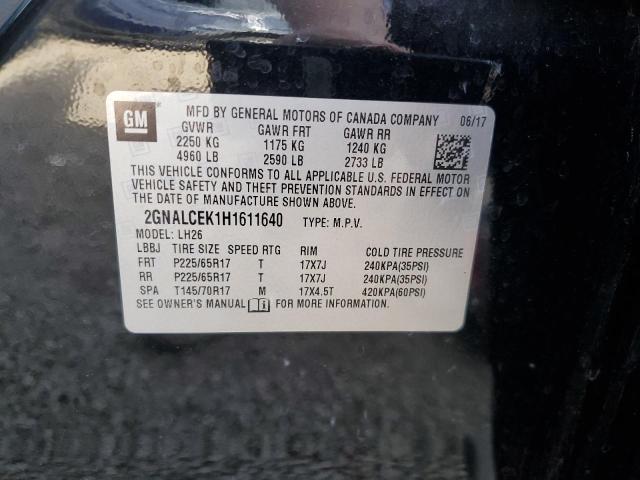 GM
MFD BY GENERAL MOTORS OF CANADA COMPANY 06/17
GVWR GAWR FRT GAWR RR
2250 KG 1175 KG 1240 KG
4960 LB 2590 LB 2733 LB
THIS VEHICLE CONFORMS TO ALL APPLICABLE U.S. FEDERAL MOTOR
VEHICLE SAFETY AND THEFT PREVENTION STANDARDS IN EFFECT ON
THE DATE OF MANUFACTURE SHOWN ABOVE.
2GNALCEK1H1611640 TYPE: M.P.V.
MODEL: LH26
LBBJ TIRE SIZE SPEED RTG RIM COLD TIRE PRESSURE
FRT P225/65R17 T 17X7J 240KPA(35PSI)
RR P225/65R17 T 17X7J 240KPA(35PSI)
SPA T145/70R17 M 17X4.5T 420KPA(60PSI)
SEE OWNER'S MANUAL FOR MORE INFORMATION.